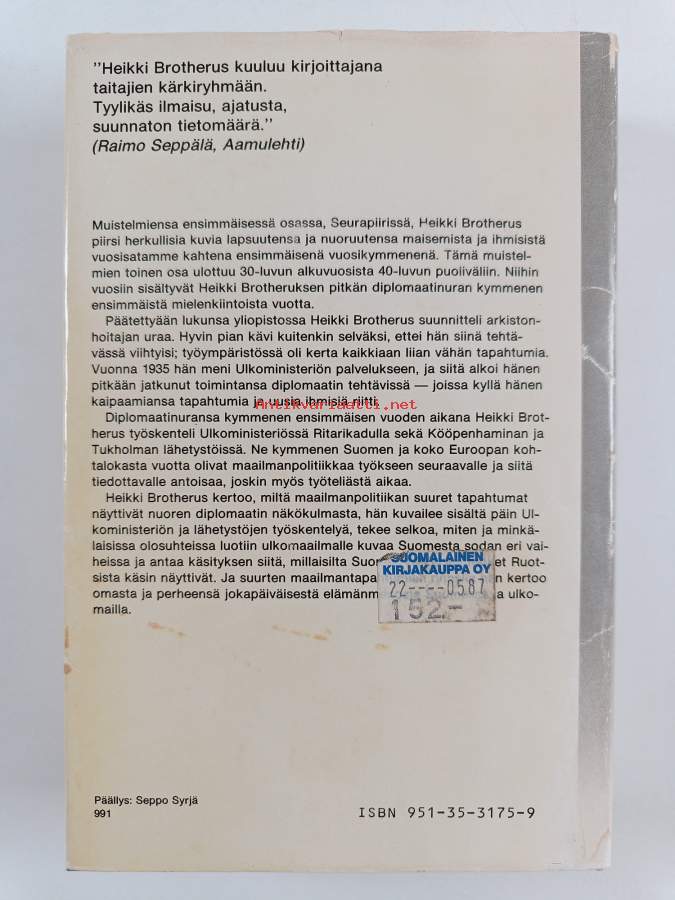 "Heikki Brotherus kuuluu kirjoittajana
taitajien kärkiryhmään.
Tyylikäs ilmaisu, ajatusta,
suunnaton tietomäärä."
(Raimo Seppälä, Aamulehti)
Muistelmiensa ensimmäisessä osassa, Seurapiirissä, Heikki Brotherus
piirsi herkullisia kuvia lapsuutensa ja nuoruutensa maisemista ja ihmisistä
vuosisatamme kahtena ensimmäisenä vuosikymmenenä. Tämä muistel-
mien toinen osa ulottuu 30-luvun alkuvuosista 40-luvun puoliväliin. Niihin
vuosiin sisältyvät Heikki Brotheruksen pitkän diplomaatinuran kymmenen
ensimmäistä mielenkiintoista vuotta.
Päätettyään lukunsa yliopistossa Heikki Brotherus suunnitteli arkiston-
hoitajan uraa. Hyvin pian kävi kuitenkin selväksi, ettei hän siinä tehtä-
vässä viihtyisi; työympäristössä oli kerta kaikkiaan liian vähän tapahtumia.
Vuonna 1935 hän meni Ulkoministeriön palvelukseen, ja siitä alkoi hänen
pitkään jatkunut toimintansa diplomaatin tehtävissä — joissa kyllä hänen
kaipaamiansa tapahtumia ja uusia ihmisiä riitti.
Antikvariaatti.net
Diplomaatinuransa kymmenen ensimmäisen vuoden aikana Heikki Brot-
herus työskenteli Ulkoministeriössä Ritarikadulla sekä Kööpenhaminan ja
Tukholman lähetystöissä. Ne kymmenen Suomen ja koko Euroopan koh-
talokasta vuotta olivat maailmanpolitiikkaa työkseen seuraavalle ja siitä
tiedottavalle antoisaa, joskin myös työteliästä aikaa.
Heikki Brotherus kertoo, miltä maailmanpolitiikan suuret tapahtumat
näyttivät nuoren diplomaatin näkökulmasta, hän kuvailee sisältä päin Ul-
koministeriön ja lähetystöjen työskentelyä, tekee selkoa, miten ja minkä-
laisissa olosuhteissa luotiin ulkomaailmalle kuvaa Suomesta sodan eri vai-
heissa ja antaa käsityksen siitä, millaisilta Suo et Ruot-
sista käsin näyttivät. Ja suurten maailmantapa n kertoo
omasta ja perheensä jokapäiväisestä elämänm a ulko-
mailla.
SUOMALAINEN
KIRJAKAUPPA OY
22----0587
152.-
Päällys: Seppo Syrjä
991
ISBN 951-35-3175-9